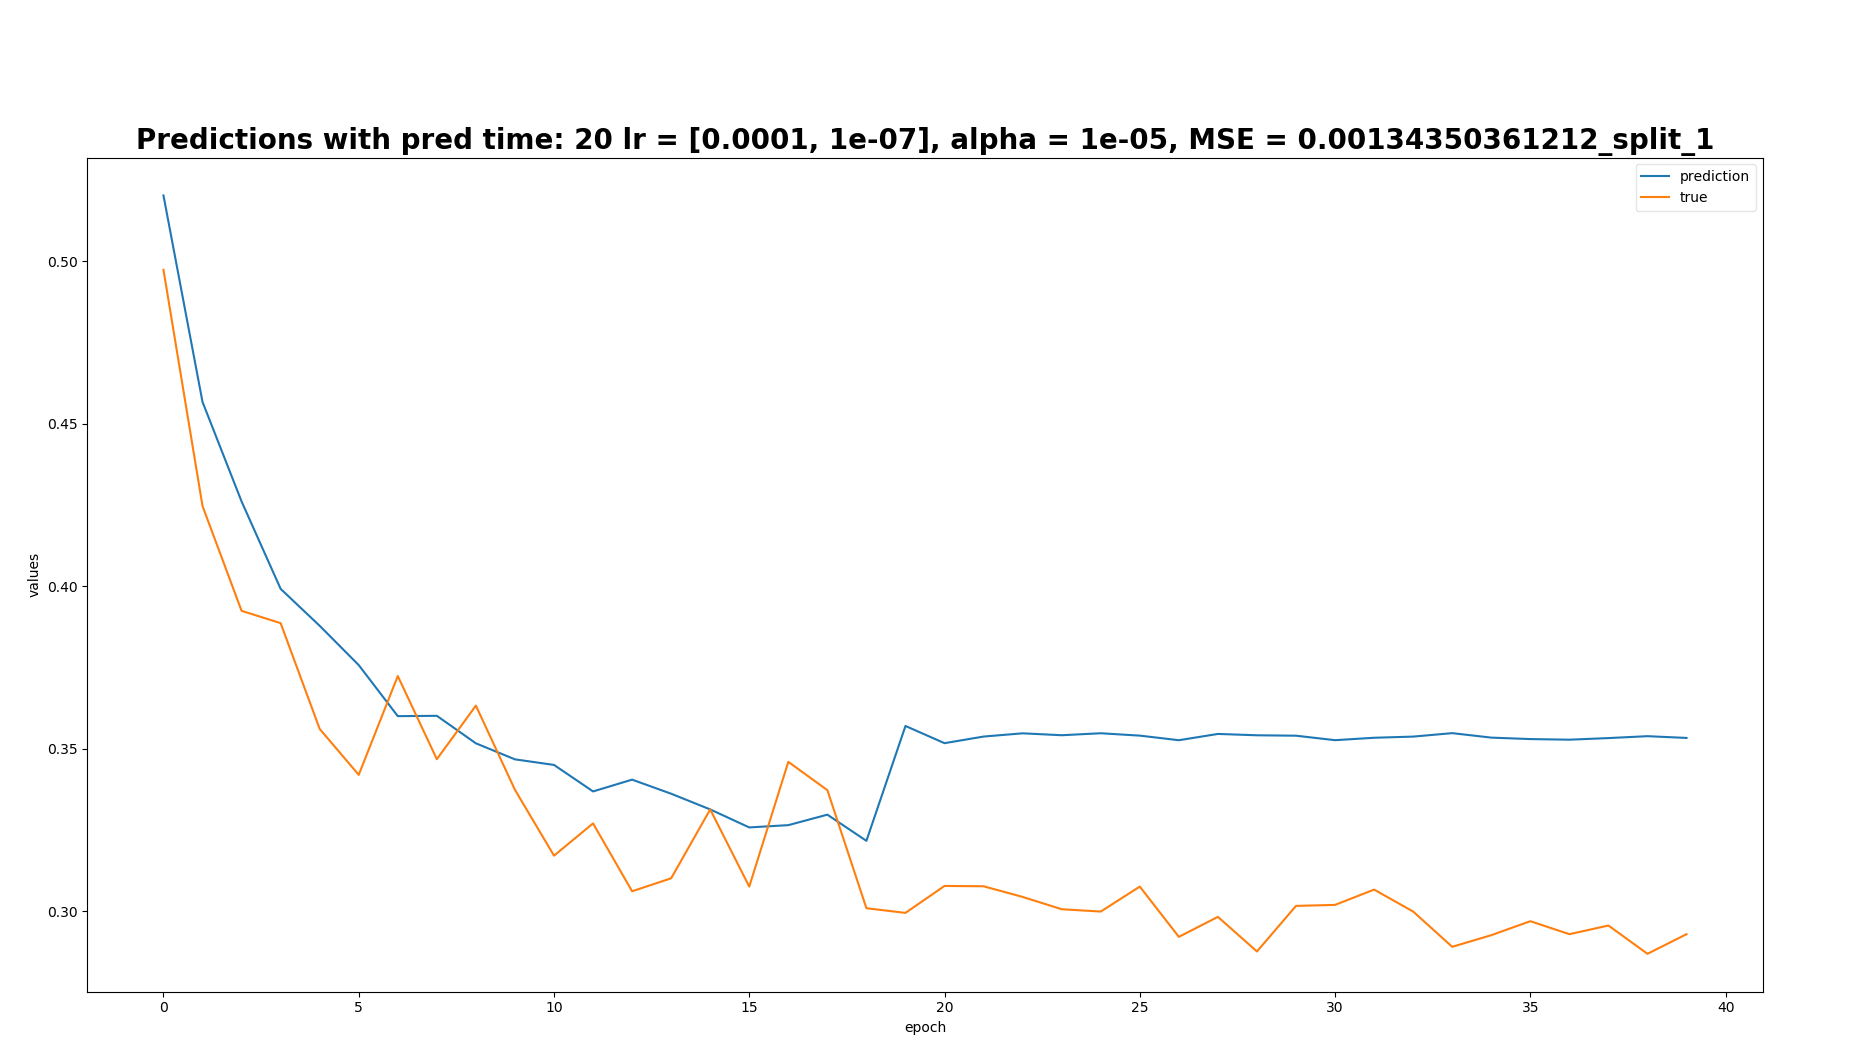 Predictions with pred time: 20 lr = [0.0001, 1e-07], alpha = 1e-05, MSE = 0.00134350361212_split_1
prediction
true
0.50
0.45
0.40
0.35
0.30
values
0 5 10 15 20 25 30 35 40
epoch